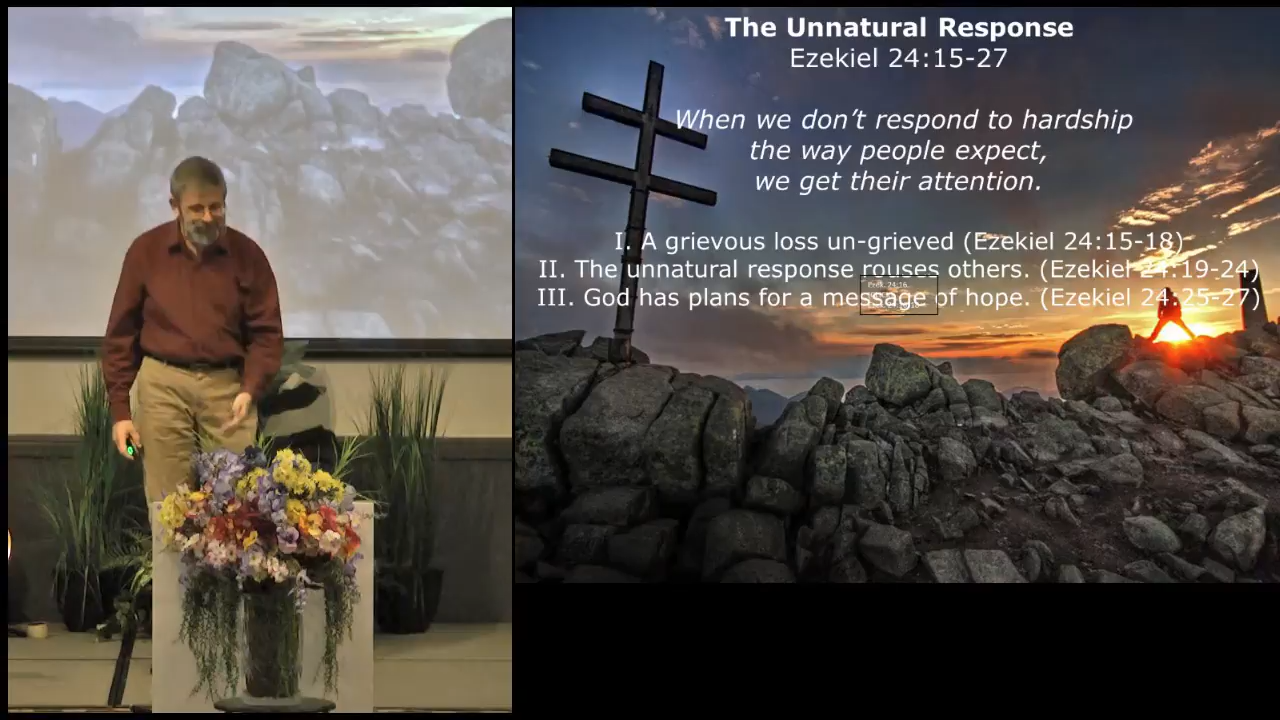 The Unnatural Response
Ezekiel 24:15-27
When we don’t respond to hardship
the way people expect,
we get their attention.
I. A grievous loss un-grieved (Ezekiel 24:15-18)
II. The unnatural response rouses others. (Ezekiel 24:19-24)
III. God has plans for a message of hope. (Ezekiel 24:25-27)